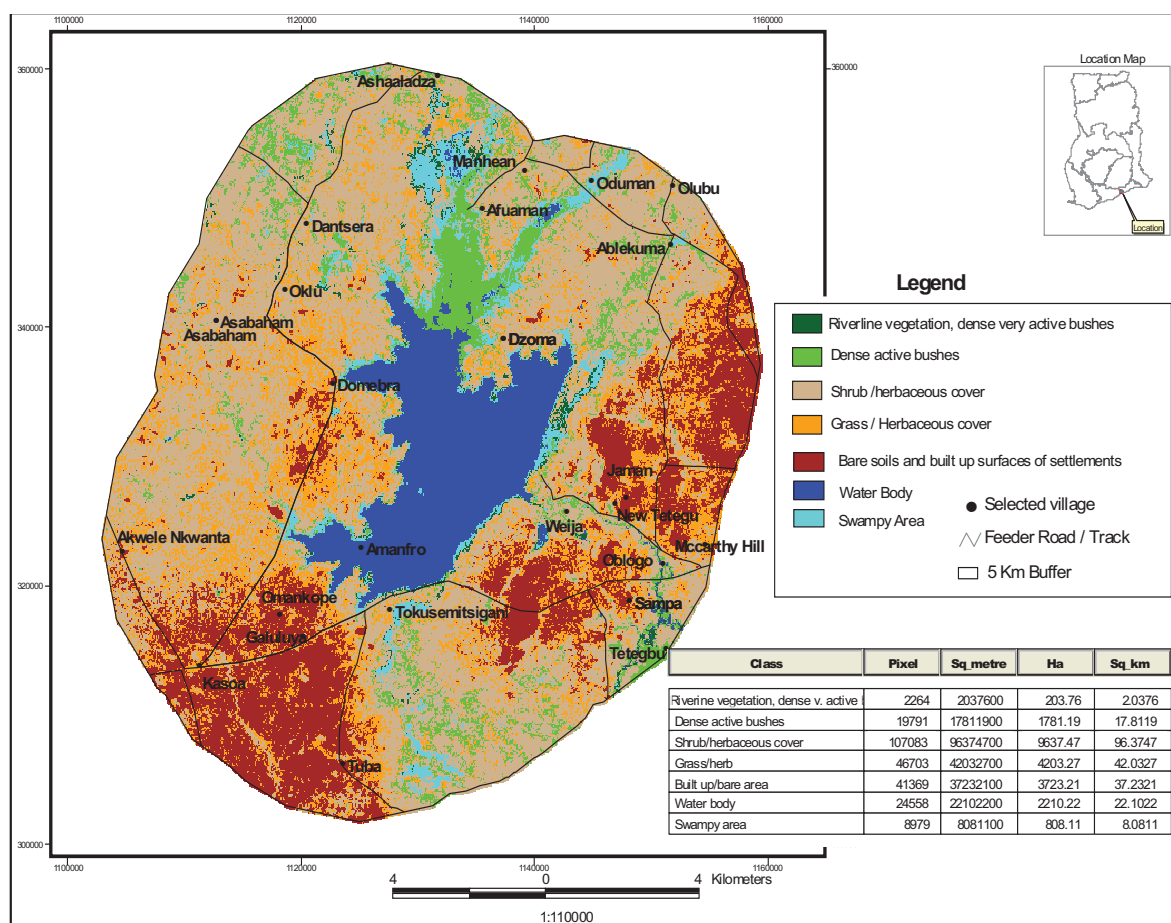 1100000 1120000 1140000 1160000
360000
360000
340000
320000
300000
1100000 1120000 1140000 1160000
Ashaaladza
Manhean
Oduman
Olubu
Afuaman
Dantsera
Ablekuma
Oklu
Asabaham
Asabaham
Dzoma
Domebra
Jaman
New Tetegu
Weija
Mccarthy Hill
Akwele Nkwanta
Amanfro
Oblogo
Omankope
Tokusemitsigani
Sampa
Galuluya
Tetegbu
Kasoa
Tuba
Location Map
Location
Legend
Riverline vegetation, dense very active bushes
Dense active bushes
Shrub /herbaceous cover
Grass / Herbaceous cover
Bare soils and built up surfaces of settlements
Water Body
Swampy Area
Selected village
Feeder Road / Track
5 Km Buffer
Class Pixel Sq_metre Ha Sq_km
Riverine vegetation, dense v. active 2264 2037600 203.76 2.0376
Dense active bushes 19791 17811900 1781.19 17.8119
Shrub/herbaceous cover 107083 96374700 9637.47 96.3747
Grass/herb 46703 42032700 4203.27 42.0327
Built up/bare area 41369 37232100 3723.21 37.2321
Water body 24558 22102200 2210.22 22.1022
Swampy area 8979 8081100 808.11 8.0811
4 0 4 Kilometers
1:110000